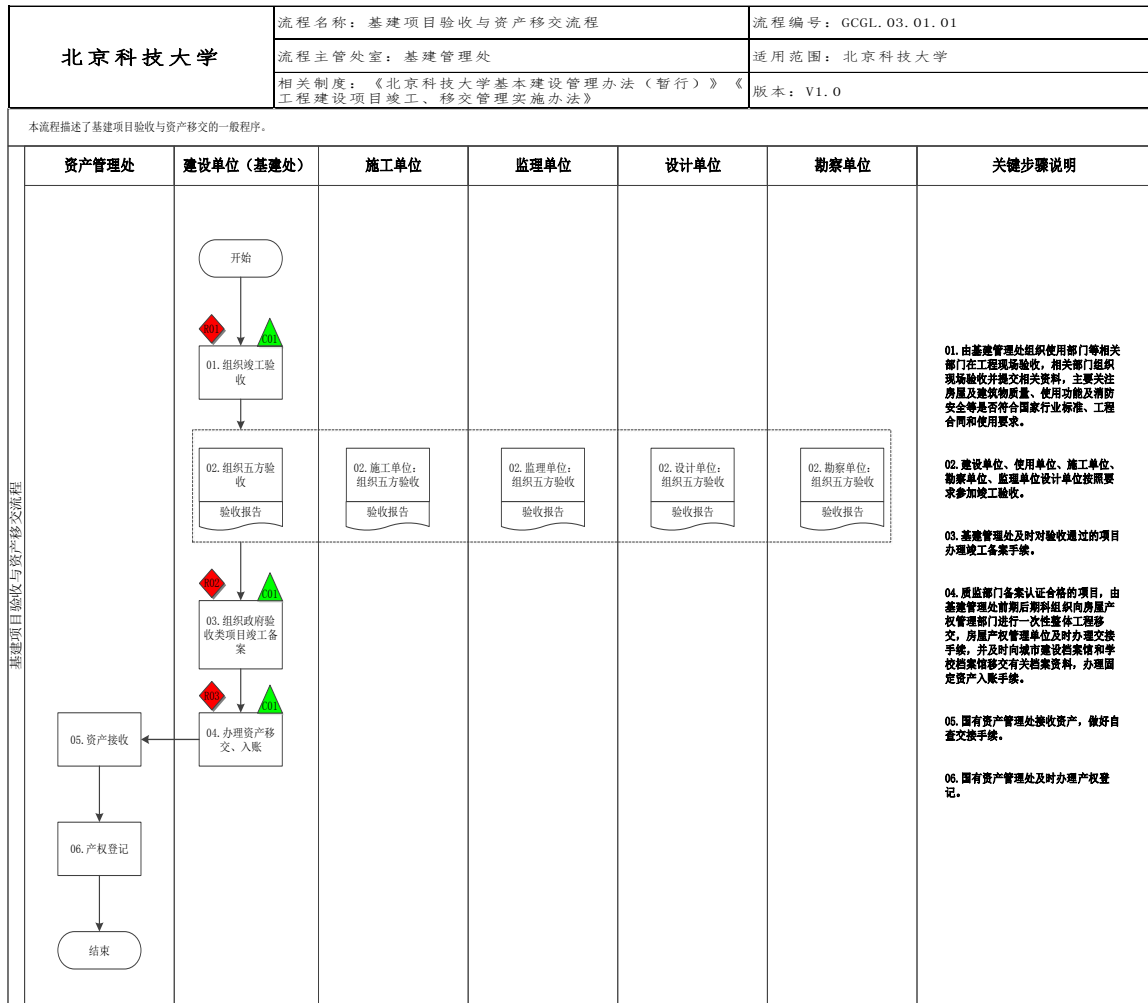 北京科技大学
流程名称：基建项目验收与资产移交流程
流程编号：GCGL.03.01.01
流程主管处室：基建管理处
适用范围：北京科技大学
相关制度：《北京科技大学基本建设管理办法（暂行）》《
工程建设项目竣工、移交管理实施办法》
版本：V1.0
本流程描述了基建项目验收与资产移交的一般程序。
资产管理处
建设单位（基建处）
施工单位
监理单位
设计单位
勘察单位
关键步骤说明
基建项目验收与资产移交流程
开始
R01
C01
01.组织竣工验
收
02.组织五方验
收
验收报告
02.施工单位：
组织五方验收
验收报告
02.监理单位：
组织五方验收
验收报告
02.设计单位：
组织五方验收
验收报告
02.勘察单位：
组织五方验收
验收报告
R02
C01
03.组织政府验
收类项目竣工备
案
R03
C01
04.办理资产移
交、入账
05.资产接收
06.产权登记
结束
01.由基建管理处组织使用部门等相关
部门在工程现场验收，相关部门组织
现场验收并提交相关资料，主要关注
房屋及建筑物质量、使用功能及消防
安全等是否符合国家行业标准、工程
合同和使用要求。
02.建设单位、使用单位、施工单位、
勘察单位、监理单位设计单位按照要
求参加竣工验收。
03.基建管理处及时对验收通过的项目
办理竣工备案手续。
04.质监部门备案认证合格的项目，由
基建管理处前期后期科组织向房屋产
权管理部门进行一次性整体工程移
交，房屋产权管理单位及时办理交接
手续，并及时向城市建设档案馆和学
校档案馆移交有关档案资料，办理固
定资产入账手续。
05.国有资产管理处接收资产，做好自
查交接手续。
06.国有资产管理处及时办理产权登
记。